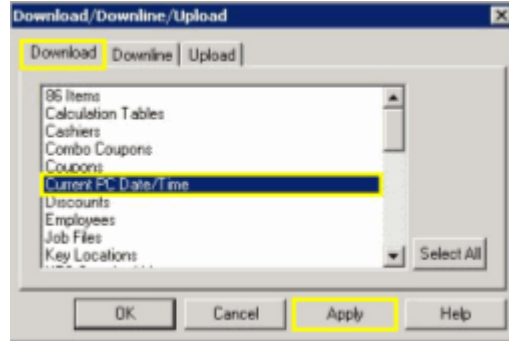 Download/Downline/Upload
Download Downline Upload
86 Items
Calculation Tables
Cashiers
Combo Coupons
Coupons
Current PC Date/Time
Discounts
Employees
Job Files
Key Locations
Select All
OK Cancel Apply Help